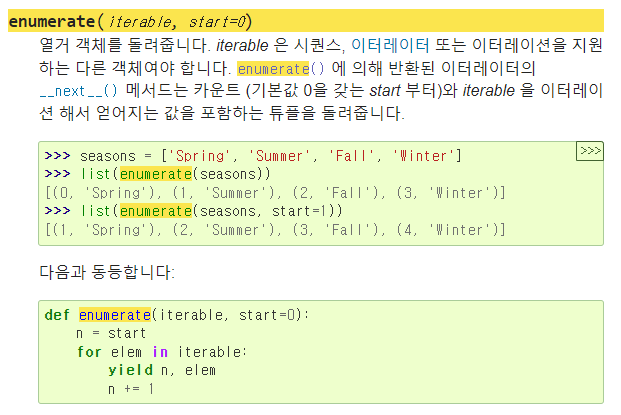 enumerate(iterable, start=0)
열거 객체를 돌려줍니다. iterable 은 시퀀스, 이터레이터 또는 이터레이션을 지원
하는 다른 객체여야 합니다. enumerate() 에 의해 반환된 이터레이터의
__next__() 메서드는 카운트 (기본값 0을 갖는 start 부터)와 iterable 을 이터레이
션 해서 얻어지는 값을 포함하는 튜플을 돌려줍니다.
>>>
>>> seasons = ['Spring', 'Summer', 'Fall', 'Winter']
>>> list(enumerate(seasons))
[(0, 'Spring'), (1, 'Summer'), (2, 'Fall'), (3, 'Winter')]
>>> list(enumerate(seasons, start=1))
[(1, 'Spring'), (2, 'Summer'), (3, 'Fall'), (4, 'Winter')]
다음과 동등합니다:
def enumerate(iterable, start=0):
    n = start
    for elem in iterable:
        yield n, elem
        n += 1